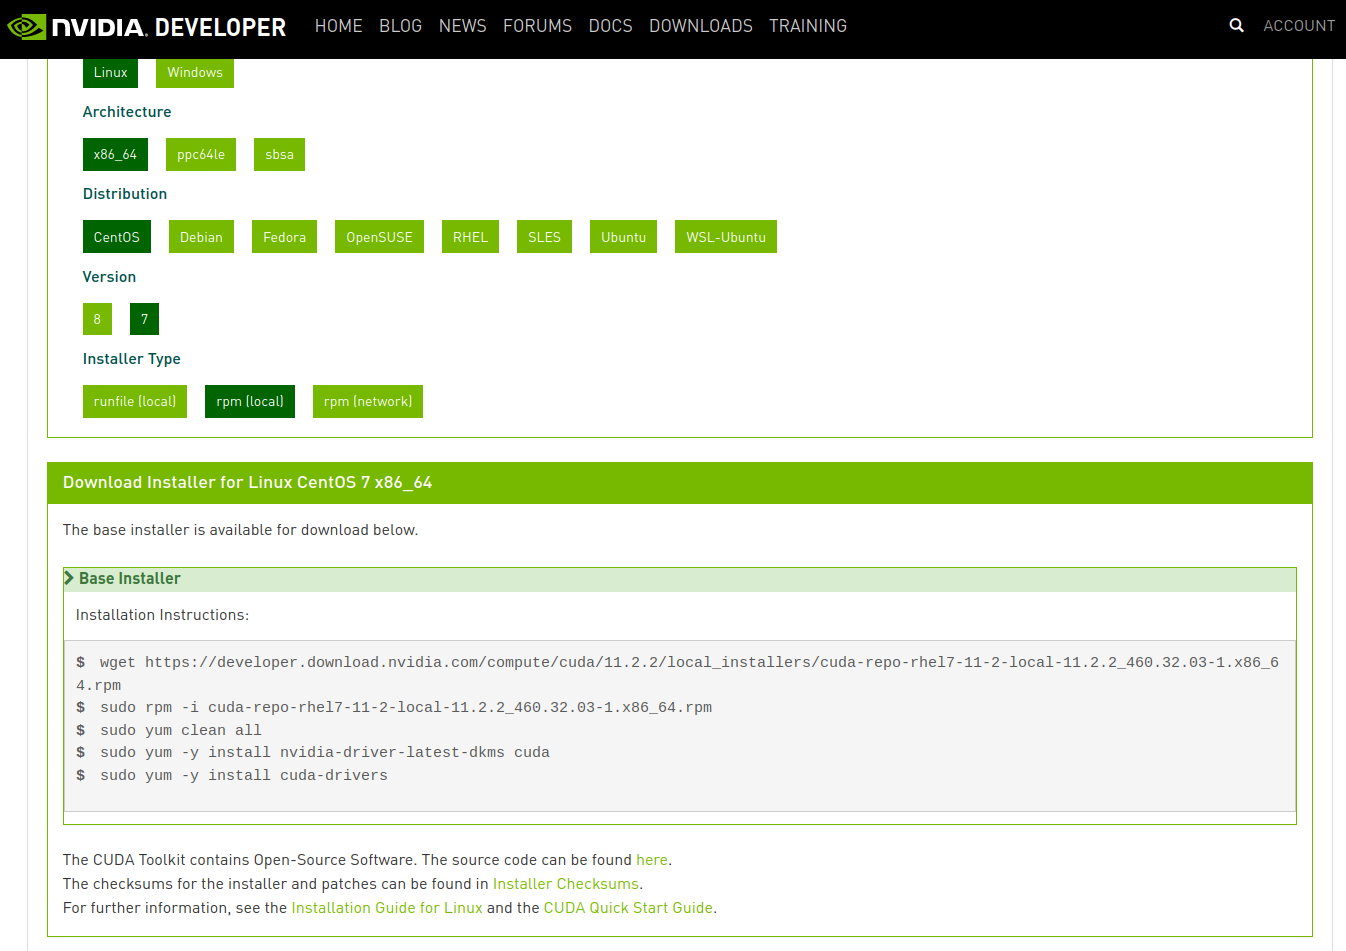 NVIDIA. DEVELOPER HOME BLOG NEWS FORUMS DOCS DOWNLOADS TRAINING ACCOUNT
Linux Windows
Architecture
x86_64 ppc64le sbsa
Distribution
CentOS Debian Fedora OpenSUSE RHEL SLES Ubuntu WSL-Ubuntu
Version
8 7
Installer Type
runfile (local) rpm (local) rpm (network)
Download Installer for Linux CentOS 7 x86_64
The base installer is available for download below.
Base Installer
Installation Instructions:
$ wget https://developer.download.nvidia.com/compute/cuda/11.2.2/local_installers/cuda-repo-rhel7-11-2-local-11.2.2_460.32.03-1.x86_6
4.rpm
$ sudo rpm -i cuda-repo-rhel7-11-2-local-11.2.2_460.32.03-1.x86_64.rpm
$ sudo yum clean all
$ sudo yum -y install nvidia-driver-latest-dkms cuda
$ sudo yum -y install cuda-drivers
The CUDA Toolkit contains Open-Source Software. The source code can be found here.
The checksums for the installer and patches can be found in Installer Checksums.
For further information, see the Installation Guide for Linux and the CUDA Quick Start Guide.